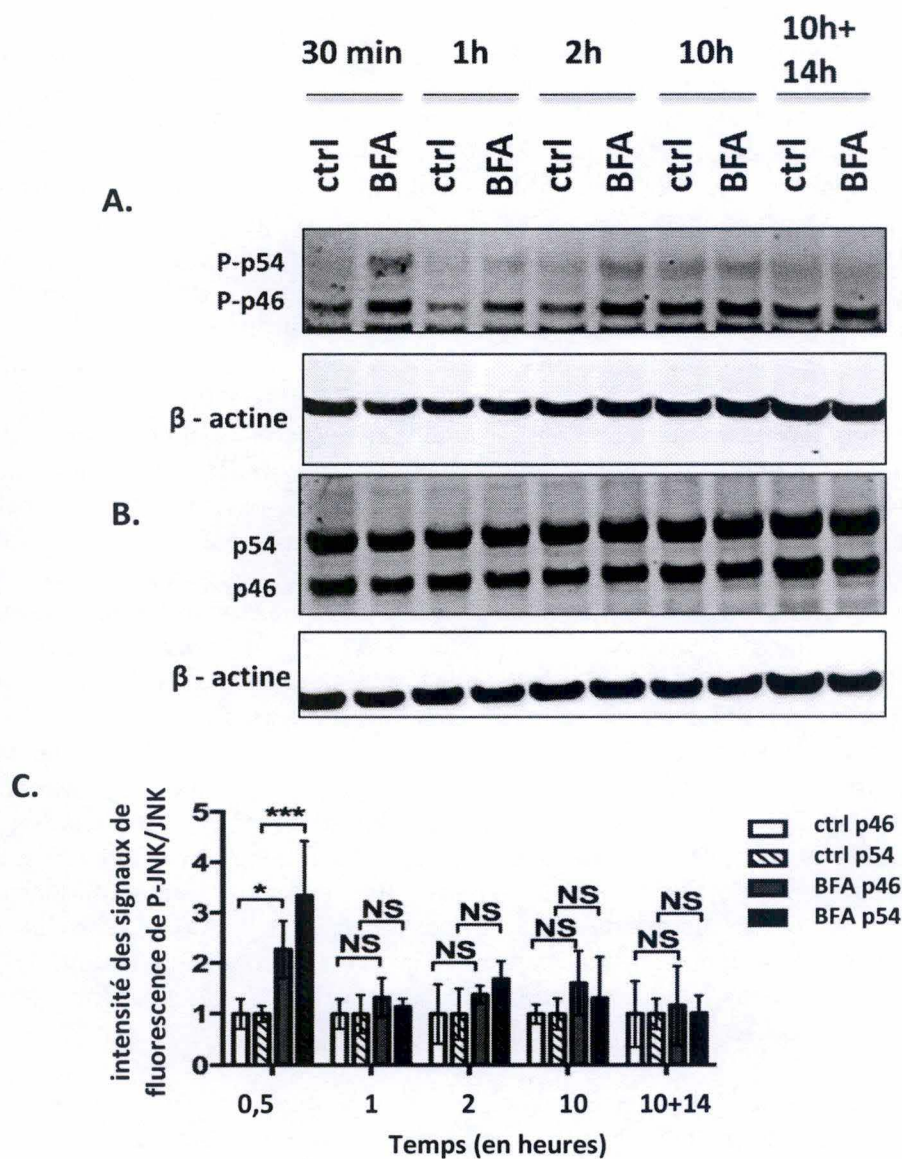 30 min 1h 2h 10h 10h+
14h
ctrl BFA ctrl BFA ctrl BFA ctrl BFA ctrl BFA
A.
P-p54
P-p46
β - actine
B.
p54
p46
β - actine
C.
intensité des signaux de
fluorescence de P-JNK/JNK
5
4
3
2
1
0
* ***
NS NS
NS NS
NS NS
NS NS
ctrl p46
ctrl p54
BFA p46
BFA p54
0,5 1 2 10 10+14
Temps (en heures)